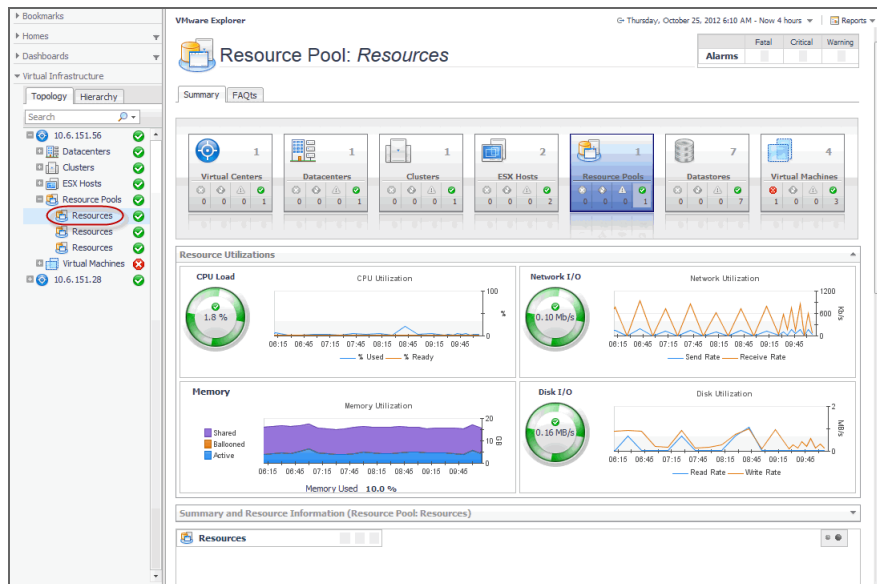 Bookmarks
Homes
Dashboards
Virtual Infrastructure
Topology Hierarchy
Search
10.6.151.56
Datacenters
Clusters
ESX Hosts
Resource Pools
Resources
Resources
Resources
Virtual Machines
10.6.151.28
VMware Explorer
Thursday, October 25, 2012 6:10 AM - Now 4 hours
Reports
Resource Pool: Resources
Fatal Critical Warning
Alarms
Summary FAQts
1 1 1 2 1 7 4
Virtual Centers Datacenters Clusters ESX Hosts Resource Pools Datastores Virtual Machines
0 0 0 1 0 0 0 1 0 0 0 1 0 0 0 2 0 0 0 1 0 0 0 7 1 0 0 3
Resource Utilizations
CPU Load
CPU Utilization
1.8 %
100
%
0
06:15 06:45 07:15 07:45 08:15 08:45 09:15 09:45
% Used % Ready
Network I/O
Network Utilization
0.10 Mb/s
1200
600
0
Kb/s
06:15 06:45 07:15 07:45 08:15 08:45 09:15 09:45
Send Rate Receive Rate
Memory
Memory Utilization
Shared
Ballooned
Active
20
10
0
GB
06:15 06:45 07:15 07:45 08:15 08:45 09:15 09:45
Memory Used 10.0 %
Disk I/O
Disk Utilization
0.16 MB/s
2
0
MB/s
06:15 06:45 07:15 07:45 08:15 08:45 09:15 09:45
Read Rate Write Rate
Summary and Resource Information (Resource Pool: Resources)
Resources